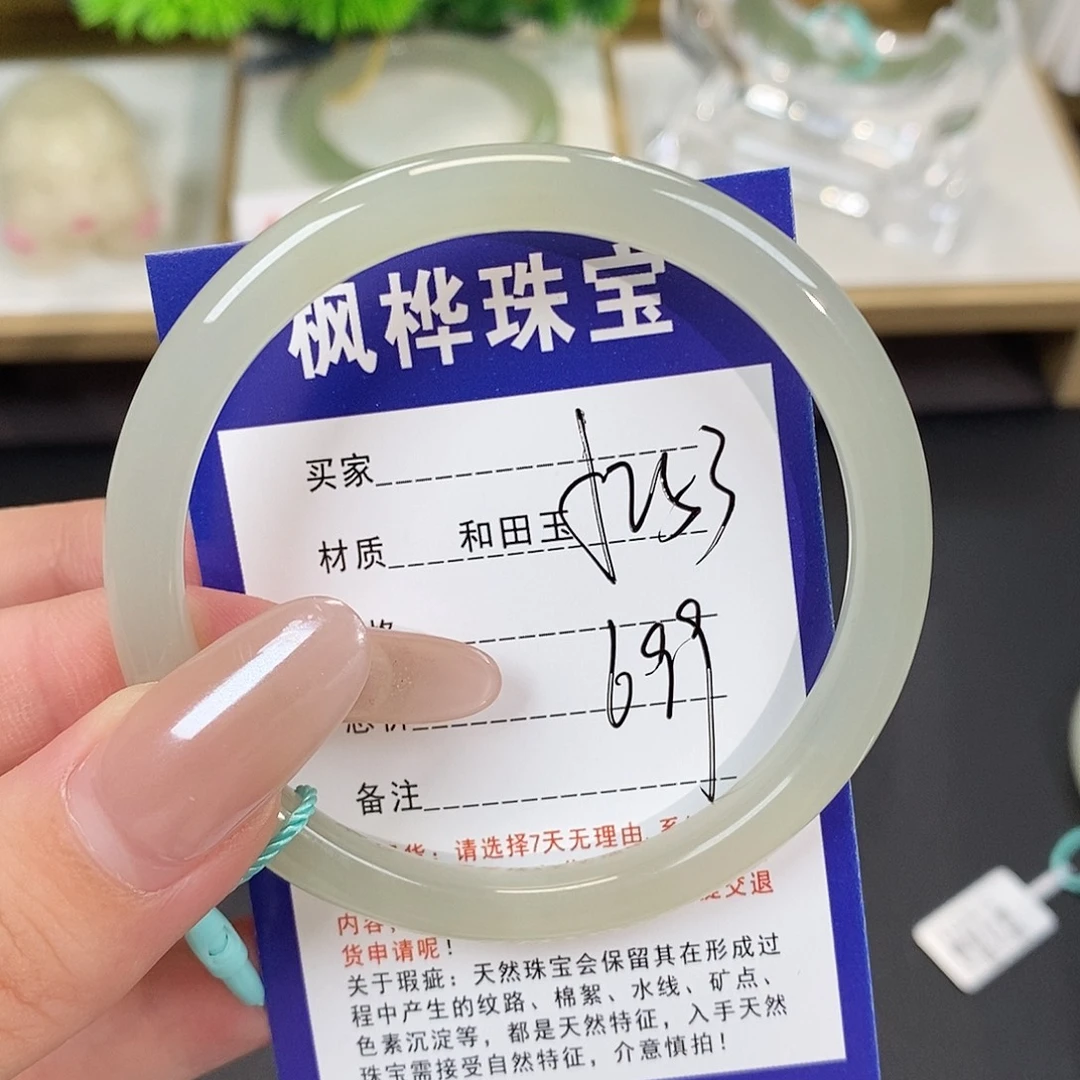 枫桦珠宝
买家
材质 和田玉
699
备注
请选择7天无理由
交退
内容，
货申请呢！
关于瑕疵：天然珠宝会保留其在形成过
程中产生的纹路、棉絮、水线、矿点、
色素沉淀等，都是天然特征，入手天然
珠宝需接受自然特征，介意慎拍！